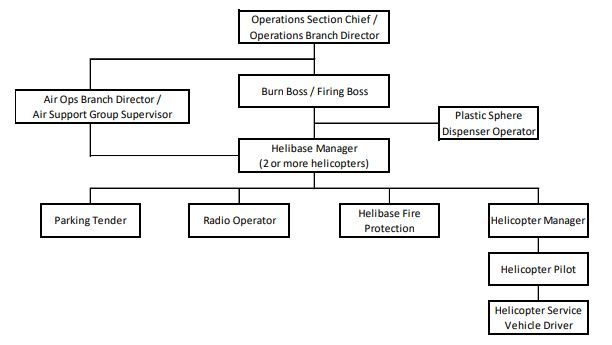 Operations Section Chief /
Operations Branch Director
Air Ops Branch Director /
Air Support Group Supervisor
Burn Boss / Firing Boss
Plastic Sphere
Dispenser Operator
Helibase Manager
(2 or more helicopters)
Parking Tender
Radio Operator
Helibase Fire
Protection
Helicopter Manager
Helicopter Pilot
Helicopter Service
Vehicle Driver